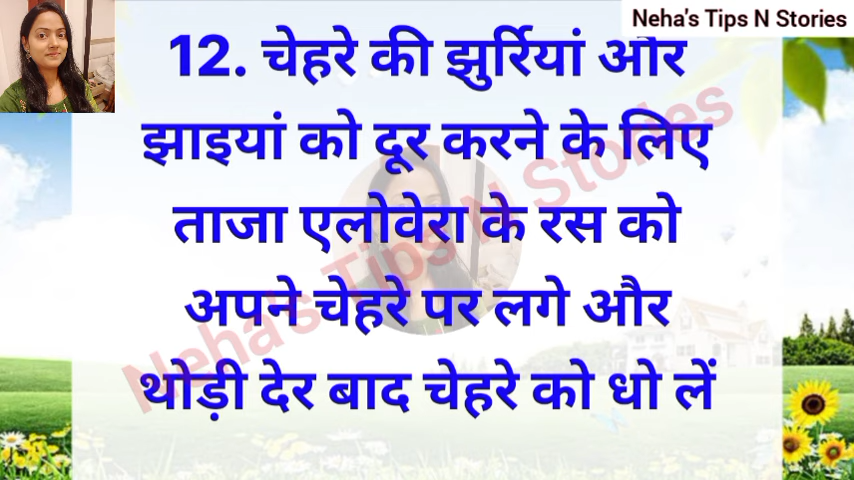 Neha's Tips N Stories
12. चेहरे की झुर्रियां और
झाइयां को दूर करने के लिए
ताजा एलोवेरा के रस को
अपने चेहरे पर लगे और
थोड़ी देर बाद चेहरे को धो लें
Neha's Tips N Stories